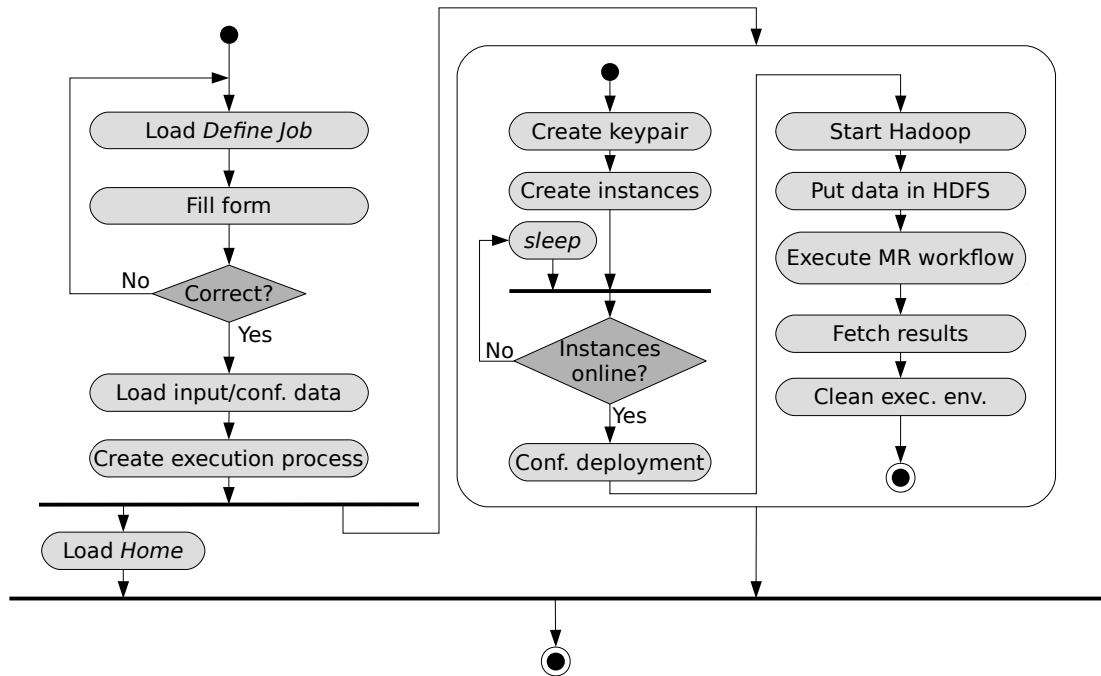 Load Define Job
Fill form
No
Correct?
Yes
Load input/conf. data
Create execution process
Load Home
Create keypair
Create instances
sleep
No
Instances
online?
Yes
Conf. deployment
Start Hadoop
Put data in HDFS
Execute MR workflow
Fetch results
Clean exec. env.